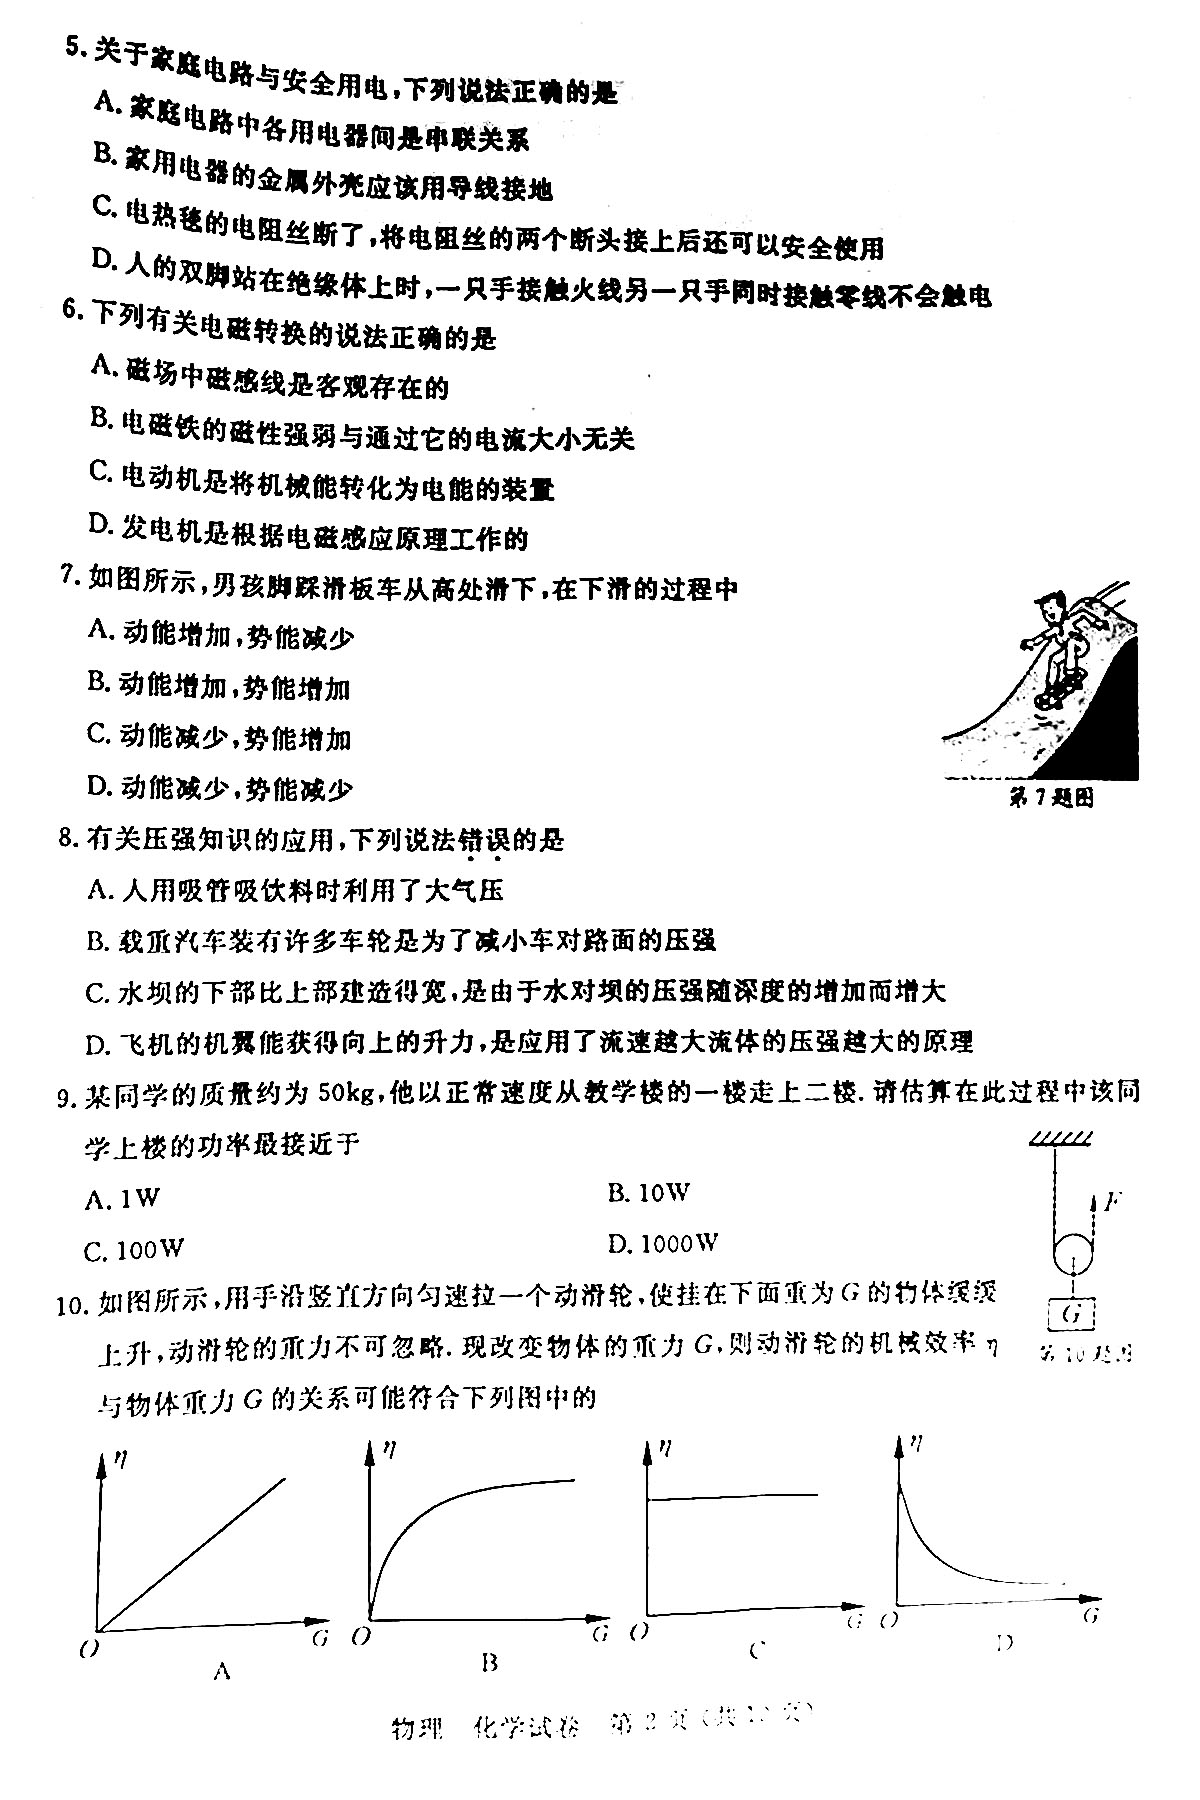 5. 关于家庭电路与安全用电,下列说法正确的是
A. 家庭电路中各用电器间是串联关系
B. 家用电器的金属外壳应该用导线接地
C. 电热毯的电阻丝断了,将电阻丝的两个断头接上后还可以安全使用
D. 人的双脚站在绝缘体上时,一只手接触火线另一只手同时接触零线不会触电
6. 下列有关电磁转换的说法正确的是
A. 磁场中磁感线是客观存在的
B. 电磁铁的磁性强弱与通过它的电流大小无关
C. 电动机是将机械能转化为电能的装置
D. 发电机是根据电磁感应原理工作的
7. 如图所示,男孩脚踩滑板车从高处滑下,在下滑的过程中
A. 动能增加,势能减少
B. 动能增加,势能增加
C. 动能减少,势能增加
D. 动能减少,势能减少
第7题图
8. 有关压强知识的应用,下列说法错误的是
A. 人用吸管吸饮料时利用了大气压
B. 载重汽车装有许多车轮是为了减小车对路面的压强
C. 水坝的下部比上部建造得宽,是由于水对坝的压强随深度的增加而增大
D. 飞机的机翼能获得向上的升力,是应用了流速越大流体的压强越大的原理
9. 某同学的质量约为50kg,他以正常速度从教学楼的一楼走上二楼. 请估算在此过程中该同
学上楼的功率最接近于
A. 1W
B. 10W
C. 100W
D. 1000W
F
G
第10题图
10. 如图所示,用手沿竖直方向匀速拉一个动滑轮,使挂在下面重为G的物体缓缓
上升,动滑轮的重力不可忽略. 现改变物体的重力G,则动滑轮的机械效率η
与物体重力G的关系可能符合下列图中的
η
η
η
η
O
G
O
G
O
G
O
G
A
B
C
D
物理 化学试卷 第2页(共12页)